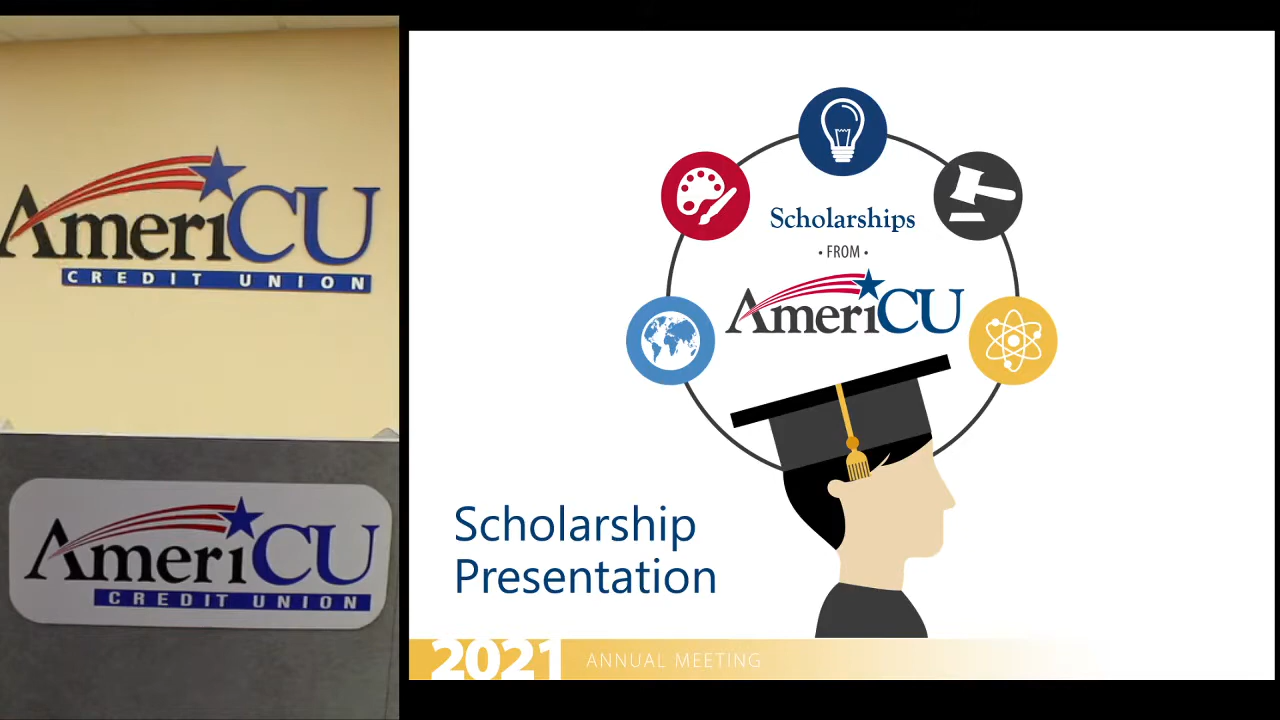 AmeriCU
CREDIT UNION
AmeriCU
CREDIT UNION
Scholarships
• FROM •
AmeriCU
Scholarship
Presentation
2021 ANNUAL MEETING